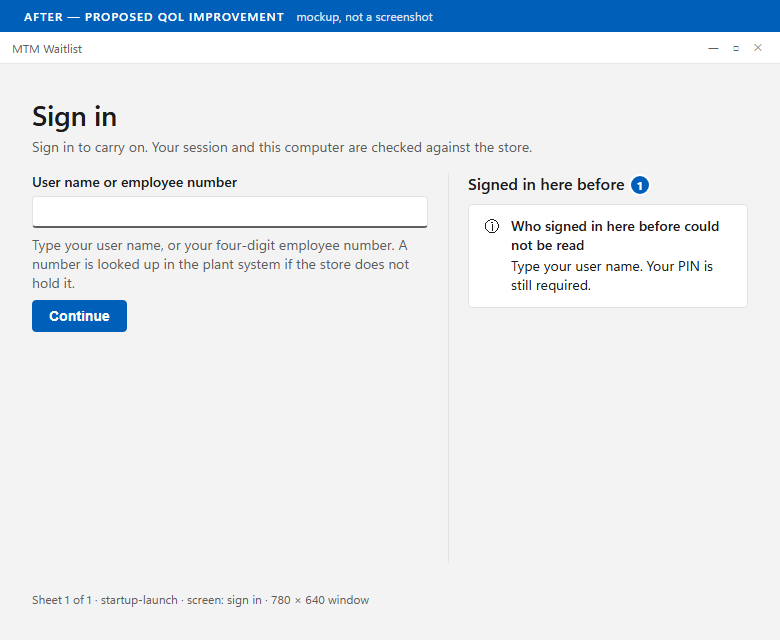 AFTER — PROPOSED QOL IMPROVEMENT mockup, not a screenshot
MTM Waitlist
Sign in
Sign in to carry on. Your session and this computer are checked against the store.
User name or employee number
Type your user name, or your four-digit employee number. A
number is looked up in the plant system if the store does not
hold it.
Continue
Signed in here before 1
Who signed in here before could
not be read
Type your user name. Your PIN is
still required.
Sheet 1 of 1 · startup-launch · screen: sign in · 780 × 640 window